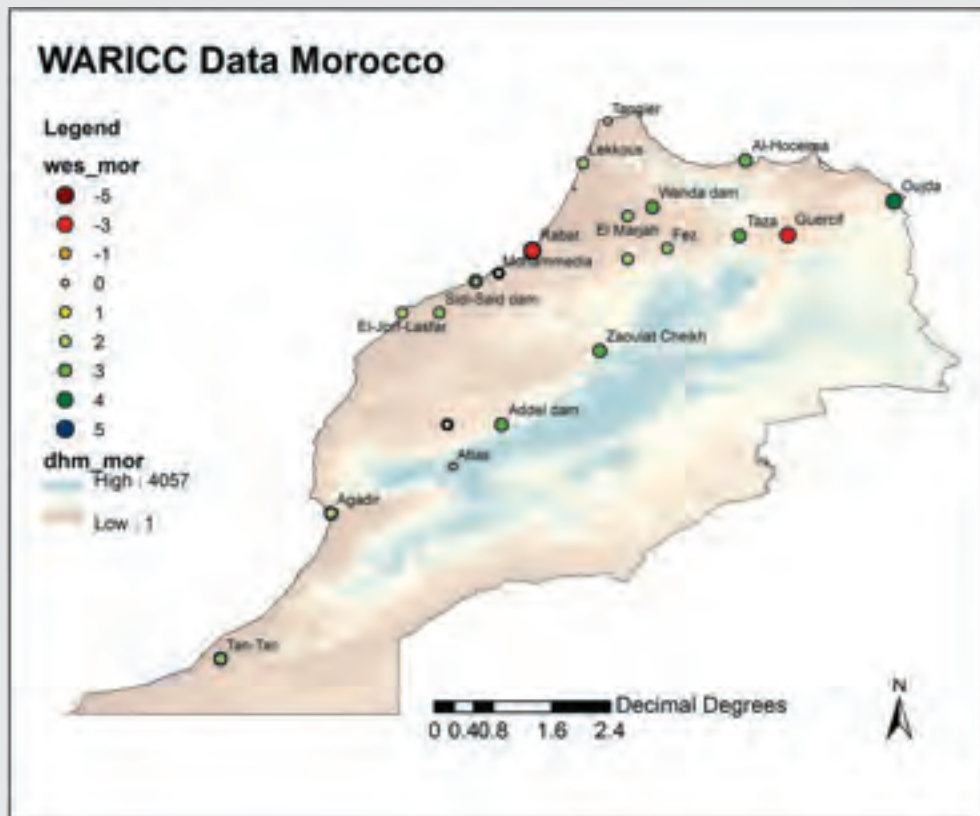 WARICC Data Morocco
Legend
wes_mor
-5
-3
-1
0
1
2
3
4
5
dhm_mor
High : 4057
Low : 1
Tangier
Lekkous
Al-Hoceima
Oujda
Wahda dam
El Marjah
Fez
Taza
Guercif
Rabat
Mohammedia
Sidi-Said dam
El-Jorf-Lasfar
Zaouiat Cheikh
Addel dam
Atlas
Agadir
Tan-Tan
N
Decimal Degrees
0 0.40.8 1.6 2.4